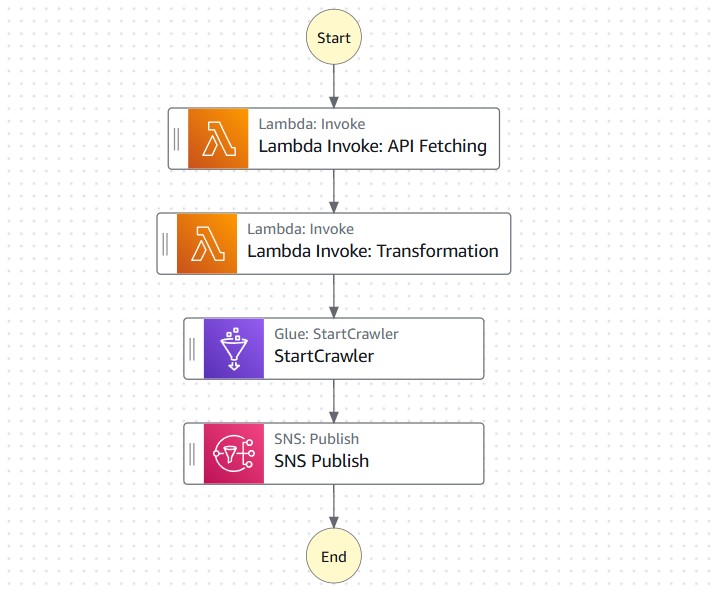 Start
Lambda: Invoke
Lambda Invoke: API Fetching
Lambda: Invoke
Lambda Invoke: Transformation
Glue: StartCrawler
StartCrawler
SNS: Publish
SNS Publish
End